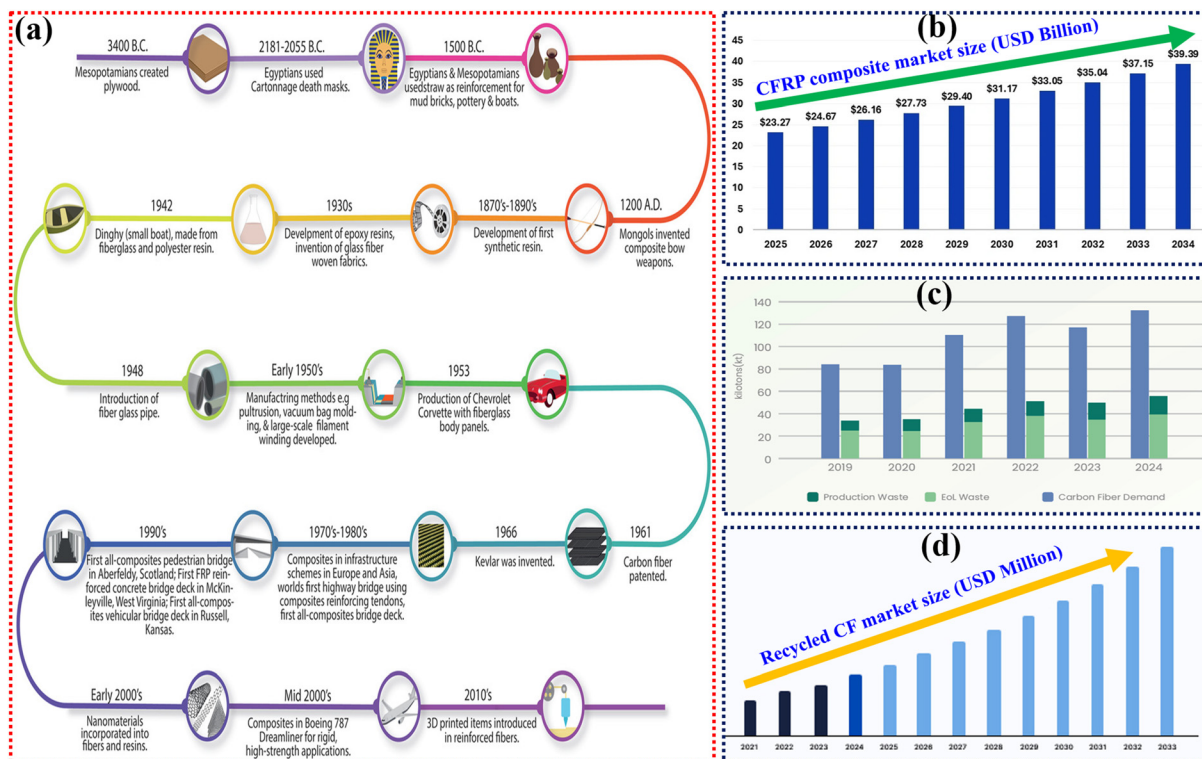 (a)
3400 B.C.
Mesopotamians created
plywood.
2181-2055 B.C.
Egyptians used
Cartonnage death masks.
1500 B.C.
Egyptians & Mesopotamians
usedstraw as reinforcement for
mud bricks, pottery & boats.
1942
Dinghy (small boat), made from
fiberglass and polyester resin.
1930s
Develpment of epoxy resins,
invention of glass fiber
woven fabrics.
1870's-1890's
Development of first
synthetic resin.
1200 A.D.
Mongols invented
composite bow
weapons.
1948
Introduction of
fiber glass pipe.
Early 1950's
Manufactring methods e.g
pultrusion, vacuum bag mold-
ing, & large-scale filament
winding developed.
1953
Production of Chevrolet
Corvette with fiberglass
body panels.
1990's
First all-composites pedestrian bridge
in Aberfeldy, Scotland; First FRP rein-
forced concrete bridge deck in McKin-
leyville, West Virginia; First all-compos-
ites vehicular bridge deck in Russell,
Kansas.
1970's-1980's
Composites in infrastructure
schemes in Europe and Asia,
worlds first highway bridge using
composites reinforcing tendons,
first all-composites bridge deck.
1966
Kevlar was invented.
1961
Carbon fiber
patented.
Early 2000's
Nanomaterials
incorporated into
fibers and resins.
Mid 2000's
Composites in Boeing 787
Dreamliner for rigid,
high-strength applications.
2010's
3D printed items introduced
in reinforced fibers.
(b)
CFRP composite market size (USD Billion)
45
40
35
30
25
20
15
10
5
0
$23.27
$24.67
$26.16
$27.73
$29.40
$31.17
$33.05
$35.04
$37.15
$39.39
2025 2026 2027 2028 2029 2030 2031 2032 2033 2034
(c)
kilotons(kt)
140
120
100
80
60
40
20
0
2019 2020 2021 2022 2023 2024
Production Waste EoL Waste Carbon Fiber Demand
(d)
Recycled CF market size (USD Million)
2021 2022 2023 2024 2025 2026 2027 2028 2029 2030 2031 2032 2033